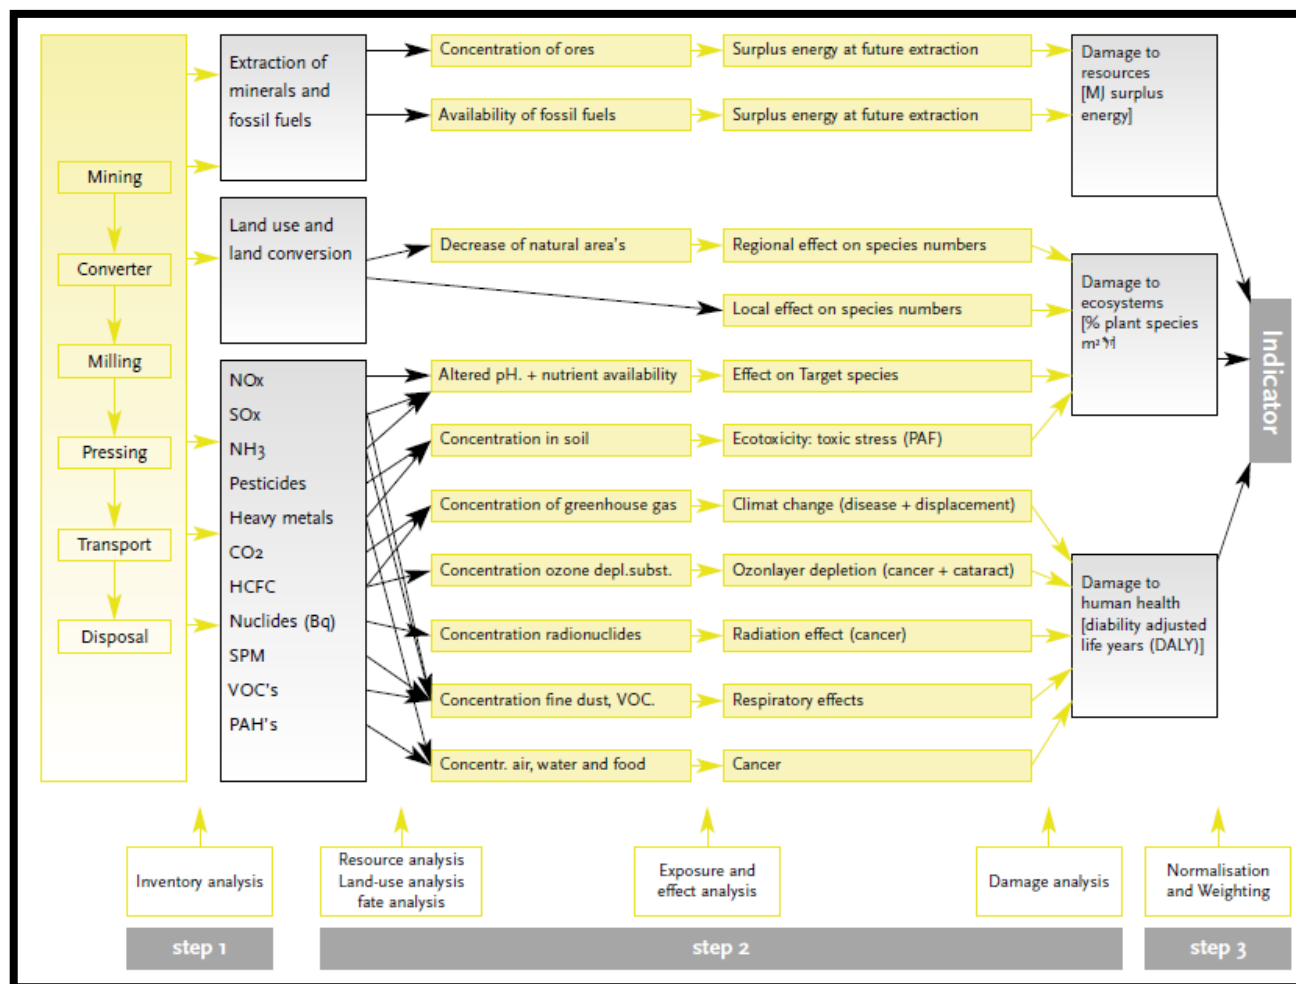 Mining
Converter
Milling
Pressing
Transport
Disposal
Extraction of
minerals and
fossil fuels
Land use and
land conversion
NOx
SOx
NH3
Pesticides
Heavy metals
CO2
HCFC
Nuclides (Bq)
SPM
VOC's
PAH's
Concentration of ores
Availability of fossil fuels
Decrease of natural area's
Altered pH. + nutrient availability
Concentration in soil
Concentration of greenhouse gas
Concentration ozone depl.subst.
Concentration radionuclides
Concentration fine dust, VOC.
Concentr. air, water and food
Surplus energy at future extraction
Surplus energy at future extraction
Regional effect on species numbers
Local effect on species numbers
Effect on Target species
Ecotoxicity: toxic stress (PAF)
Climat change (disease + displacement)
Ozonlayer depletion (cancer + cataract)
Radiation effect (cancer)
Respiratory effects
Cancer
Damage to
resources
[MJ surplus
energy]
Damage to
ecosystems
[% plant species
m²
Damage to
human health
[diability adjusted
life years (DALY)]
Indicator
Inventory analysis
Resource analysis
Land-use analysis
fate analysis
Exposure and
effect analysis
Damage analysis
Normalisation
and Weighting
step 1
step 2
step 3